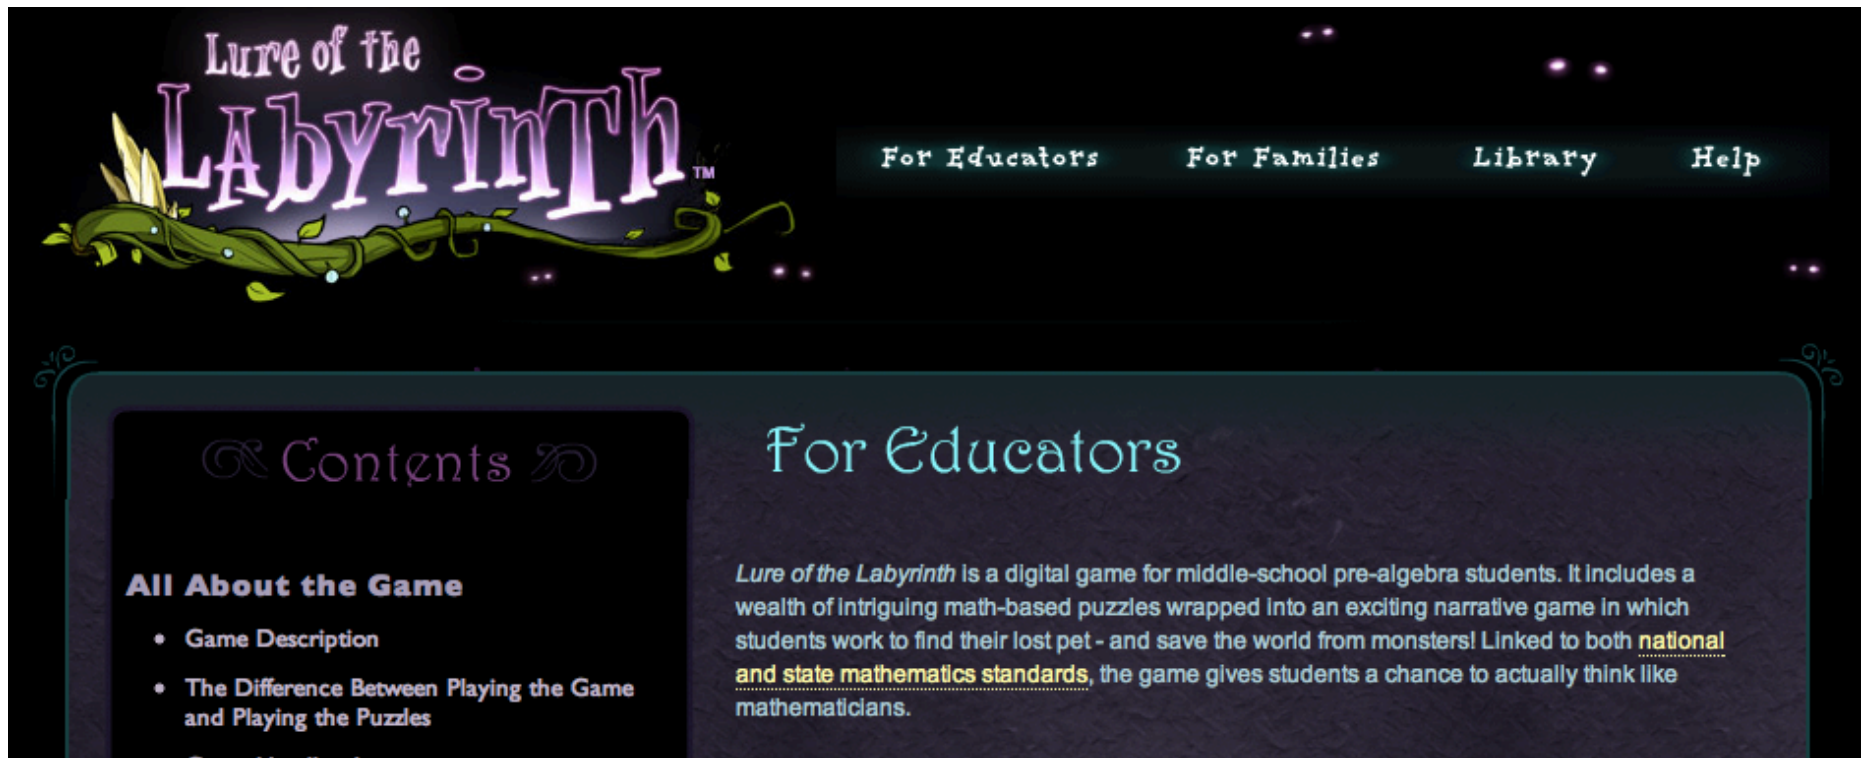 Lure of the
LAbyrinTh™
For Educators For Families Library Help
Contents
All About the Game
• Game Description
• The Difference Between Playing the Game
and Playing the Puzzles
For Educators
Lure of the Labyrinth is a digital game for middle-school pre-algebra students. It includes a
wealth of intriguing math-based puzzles wrapped into an exciting narrative game in which
students work to find their lost pet - and save the world from monsters! Linked to both national
and state mathematics standards, the game gives students a chance to actually think like
mathematicians.